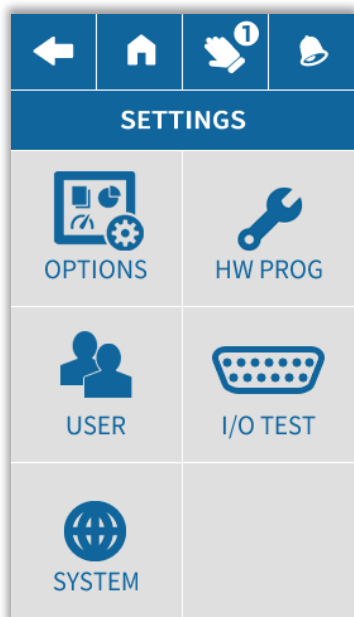 1
SETTINGS
OPTIONS
HW PROG
USER
I/O TEST
SYSTEM